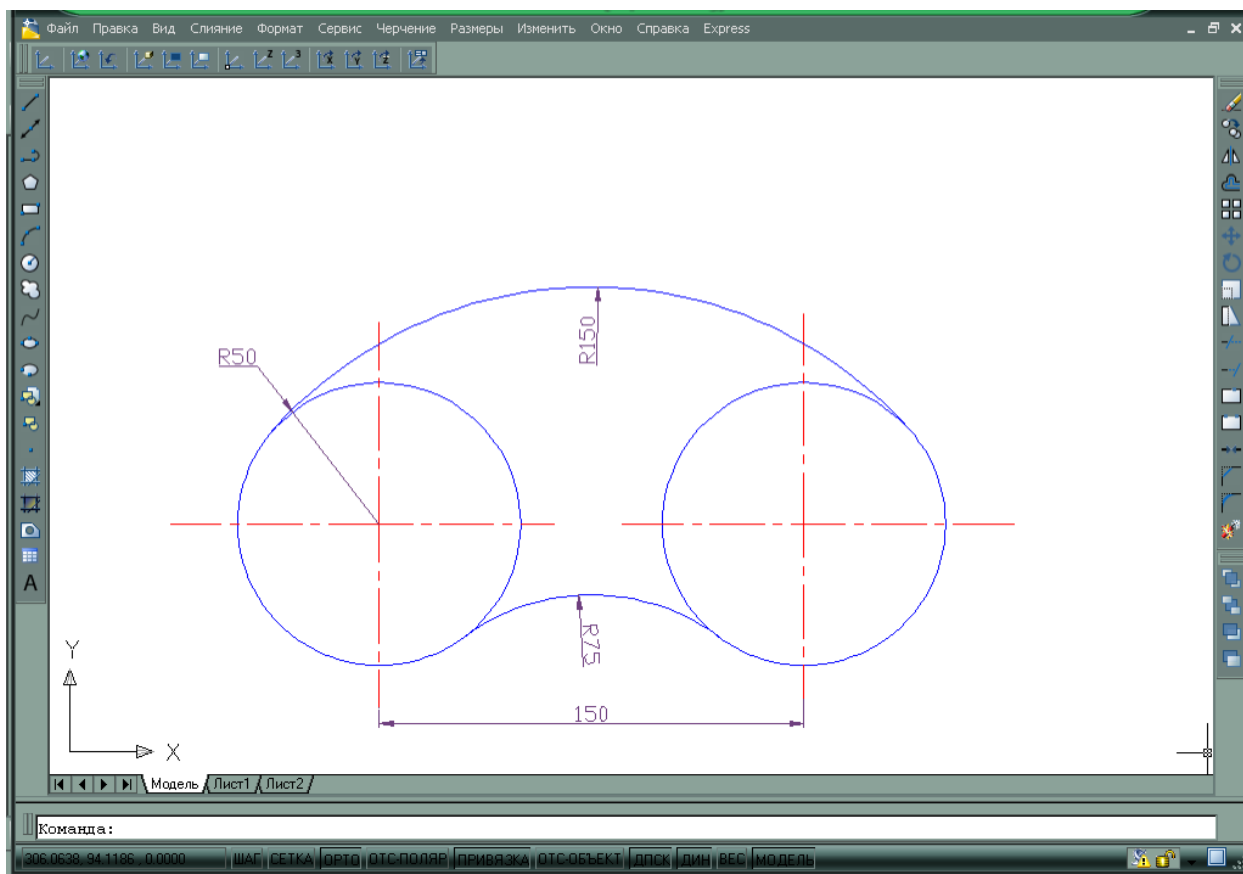 Файл Правка Вид Слияние Формат Сервис Черчение Размеры Изменить Окно Справка Express
R150
R50
R75
150
Y
X
Модель Лист1 Лист2
Команда:
306.0638, 94.1186, 0.0000 ШАГ СЕТКА ОРТО ОТС-ПОЛЯР ПРИВЯЗКА ОТС-ОБЪЕКТ ДПСК ДИН ВЕС МОДЕЛЬ